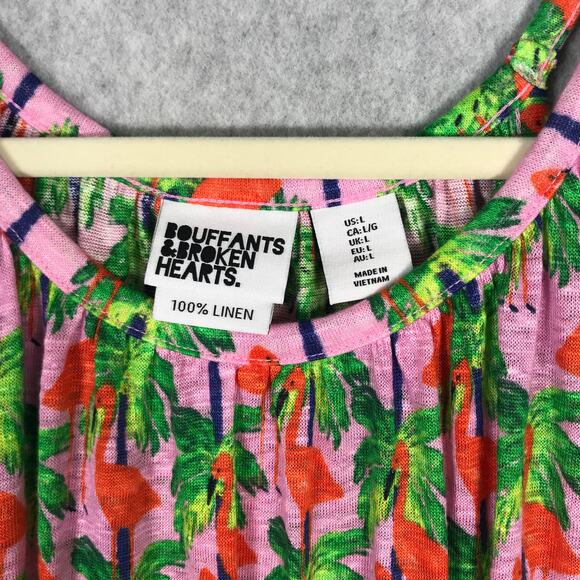 BOUFFANTS
&BROKEN
HEARTS.
100% LINEN
US: L
CA: L/G
UK: L
EU: L
AU: L
MADE IN
VIETNAM